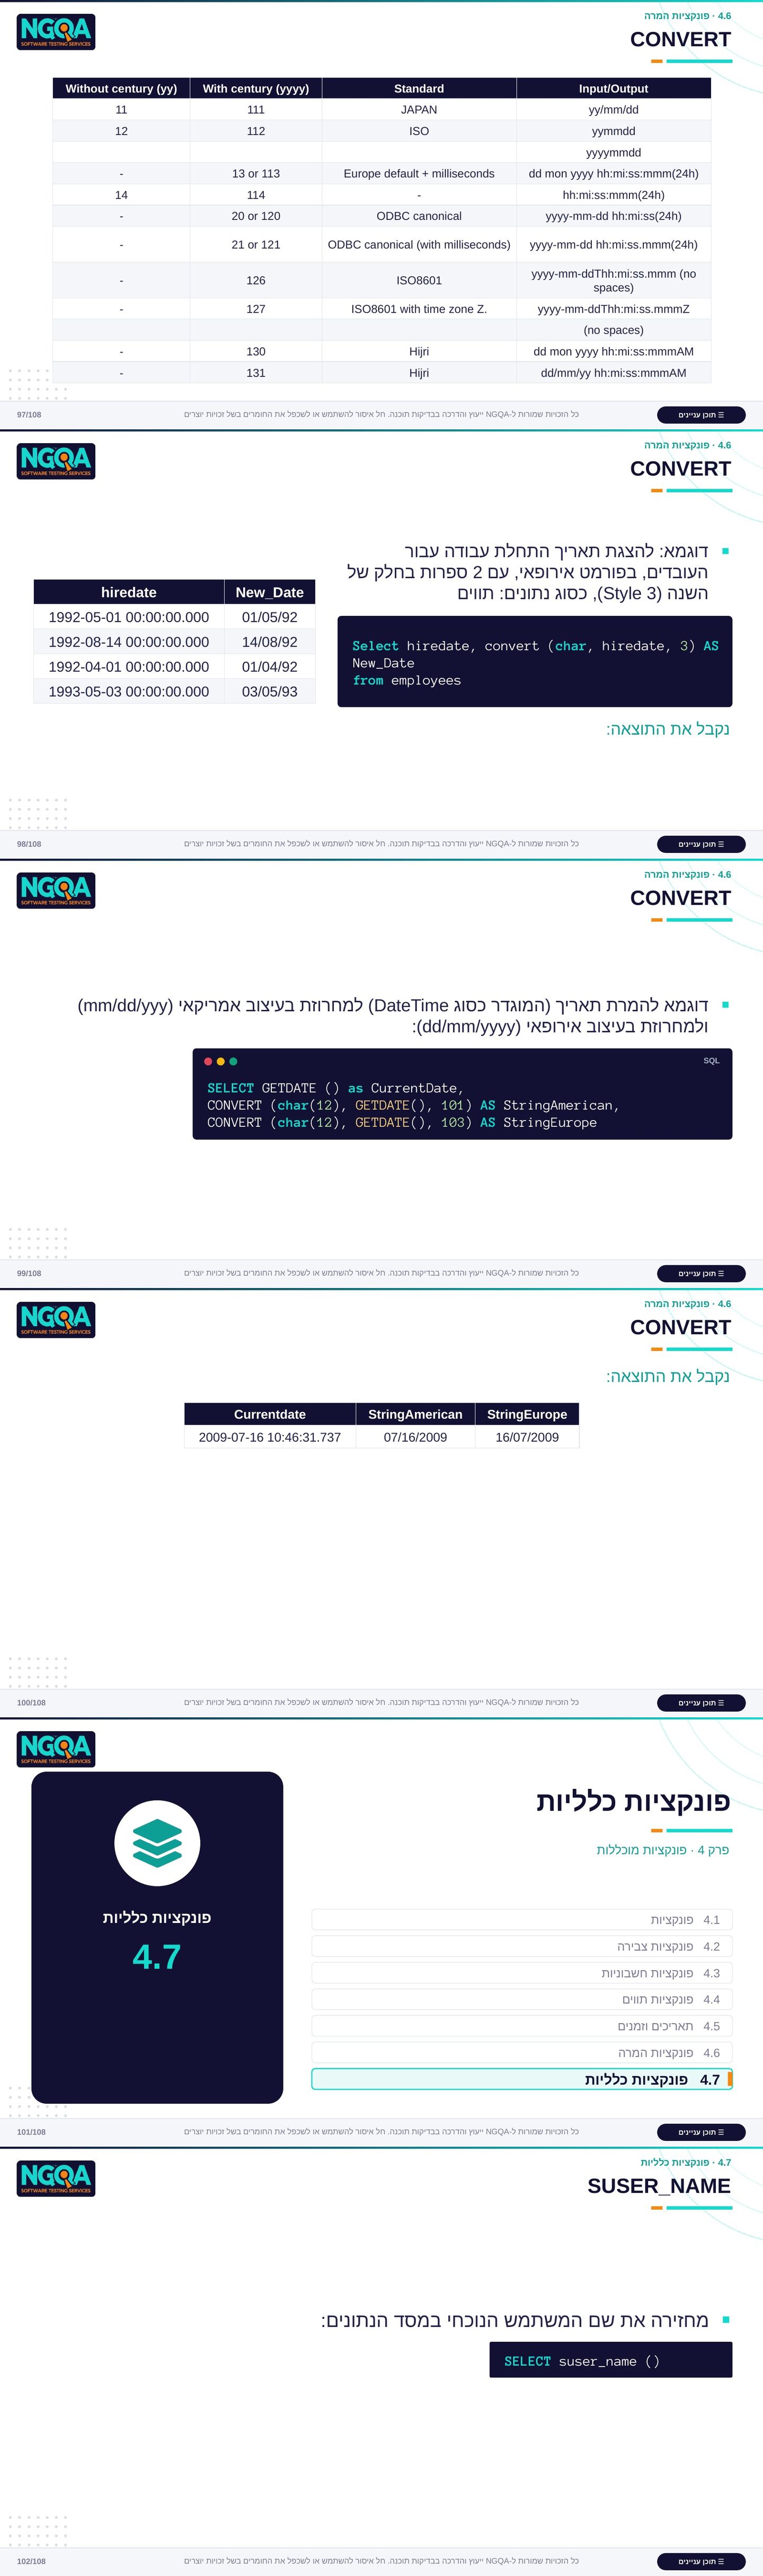 NGQA
SOFTWARE TESTING SERVICES
4.6 · פונקציות המרה
CONVERT
Without century (yy) With century (yyyy) Standard Input/Output
11 111 JAPAN yy/mm/dd
12 112 ISO yymmdd
yyyymmdd
- 13 or 113 Europe default + milliseconds dd mon yyyy hh:mi:ss:mmm(24h)
14 114 - hh:mi:ss:mmm(24h)
- 20 or 120 ODBC canonical yyyy-mm-dd hh:mi:ss(24h)
- 21 or 121 ODBC canonical (with milliseconds) yyyy-mm-dd hh:mi:ss.mmm(24h)
- 126 ISO8601 yyyy-mm-ddThh:mi:ss.mmm (no spaces)
- 127 ISO8601 with time zone Z. yyyy-mm-ddThh:mi:ss.mmmZ
(no spaces)
- 130 Hijri dd mon yyyy hh:mi:ss:mmmAM
- 131 Hijri dd/mm/yy hh:mi:ss:mmmAM
☰ תוכן עניינים
כל הזכויות שמורות ל-NGQA ייעוץ והדרכה בבדיקות תוכנה. חל איסור להשתמש או לשכפל את החומרים בשל זכויות יוצרים
97/108
NGQA
SOFTWARE TESTING SERVICES
4.6 · פונקציות המרה
CONVERT
דוגמא: להצגת תאריך התחלת עבודה עבור
העובדים, בפורמט אירופאי, עם 2 ספרות בחלק של
השנה (Style 3), כסוג נתונים: תווים
Select hiredate, convert (char, hiredate, 3) AS
New_Date
from employees
נקבל את התוצאה:
hiredate New_Date
1992-05-01 00:00:00.000 01/05/92
1992-08-14 00:00:00.000 14/08/92
1992-04-01 00:00:00.000 01/04/92
1993-05-03 00:00:00.000 03/05/93
☰ תוכן עניינים
כל הזכויות שמורות ל-NGQA ייעוץ והדרכה בבדיקות תוכנה. חל איסור להשתמש או לשכפל את החומרים בשל זכויות יוצרים
98/108
NGQA
SOFTWARE TESTING SERVICES
4.6 · פונקציות המרה
CONVERT
דוגמא להמרת תאריך (המוגדר כסוג DateTime) למחרוזת בעיצוב אמריקאי (mm/dd/yyy)
ולמחרוזת בעיצוב אירופאי (dd/mm/yyyy):
SQL
SELECT GETDATE () as CurrentDate,
CONVERT (char(12), GETDATE(), 101) AS StringAmerican,
CONVERT (char(12), GETDATE(), 103) AS StringEurope
☰ תוכן עניינים
כל הזכויות שמורות ל-NGQA ייעוץ והדרכה בבדיקות תוכנה. חל איסור להשתמש או לשכפל את החומרים בשל זכויות יוצרים
99/108
NGQA
SOFTWARE TESTING SERVICES
4.6 · פונקציות המרה
CONVERT
נקבל את התוצאה:
Currentdate StringAmerican StringEurope
2009-07-16 10:46:31.737 07/16/2009 16/07/2009
☰ תוכן עניינים
כל הזכויות שמורות ל-NGQA ייעוץ והדרכה בבדיקות תוכנה. חל איסור להשתמש או לשכפל את החומרים בשל זכויות יוצרים
100/108
NGQA
SOFTWARE TESTING SERVICES
פונקציות כלליות
פרק 4 · פונקציות מוכללות
4.1 פונקציות
4.2 פונקציות צבירה
4.3 פונקציות חשבוניות
4.4 פונקציות תווים
4.5 תאריכים וזמנים
4.6 פונקציות המרה
4.7 פונקציות כלליות
פונקציות כלליות
4.7
☰ תוכן עניינים
כל הזכויות שמורות ל-NGQA ייעוץ והדרכה בבדיקות תוכנה. חל איסור להשתמש או לשכפל את החומרים בשל זכויות יוצרים
101/108
NGQA
SOFTWARE TESTING SERVICES
4.7 · פונקציות כלליות
SUSER_NAME
מחזירה את שם המשתמש הנוכחי במסד הנתונים:
SELECT suser_name ()
☰ תוכן עניינים
כל הזכויות שמורות ל-NGQA ייעוץ והדרכה בבדיקות תוכנה. חל איסור להשתמש או לשכפל את החומרים בשל זכויות יוצרים
102/108